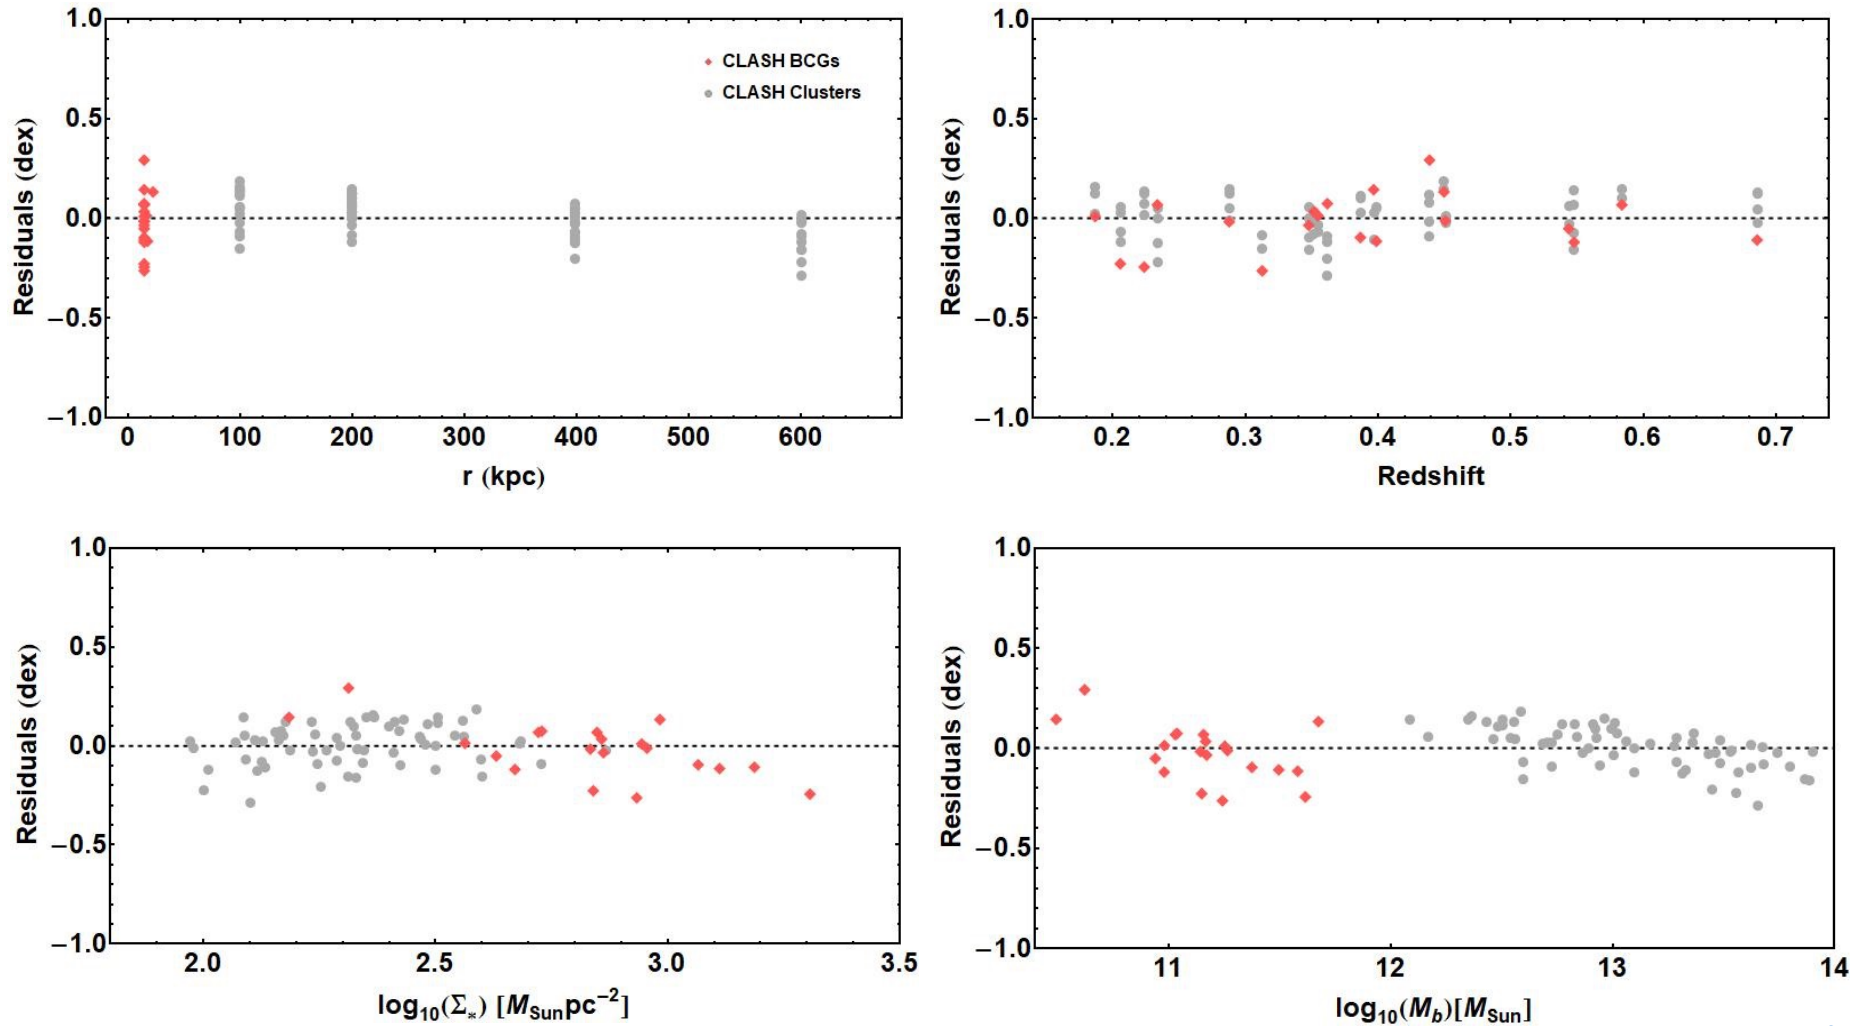 1.0
0.5
0.0
−0.5
−1.0
Residuals (dex)
CLASH BCGs
CLASH Clusters
0 100 200 300 400 500 600
r (kpc)
1.0
0.5
0.0
−0.5
−1.0
Residuals (dex)
0.2 0.3 0.4 0.5 0.6 0.7
Redshift
1.0
0.5
0.0
−0.5
−1.0
Residuals (dex)
2.0 2.5 3.0 3.5
log₁₀(Σ*) [M_Sun pc⁻²]
1.0
0.5
0.0
−0.5
−1.0
Residuals (dex)
11 12 13 14
log₁₀(M_b)[M_Sun]